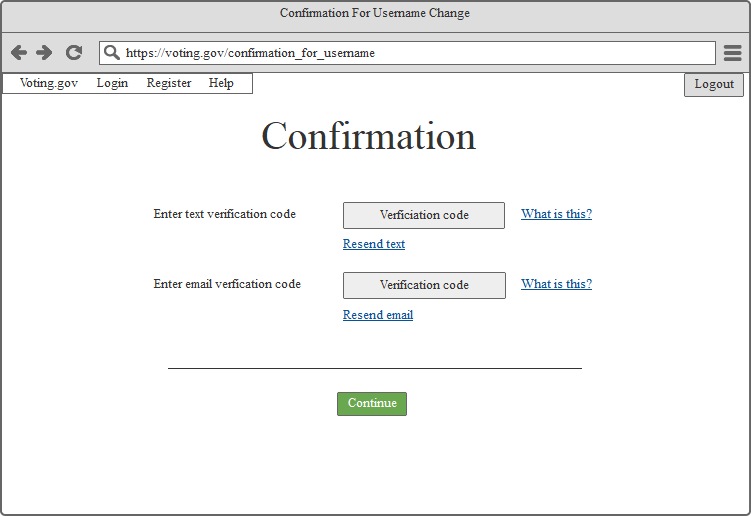 Confirmation For Username Change
https://voting.gov/confirmation_for_username
Voting.gov Login Register Help Logout
Confirmation
Enter text verification code Verficiation code What is this?
Resend text
Enter email verfication code Verification code What is this?
Resend email
Continue